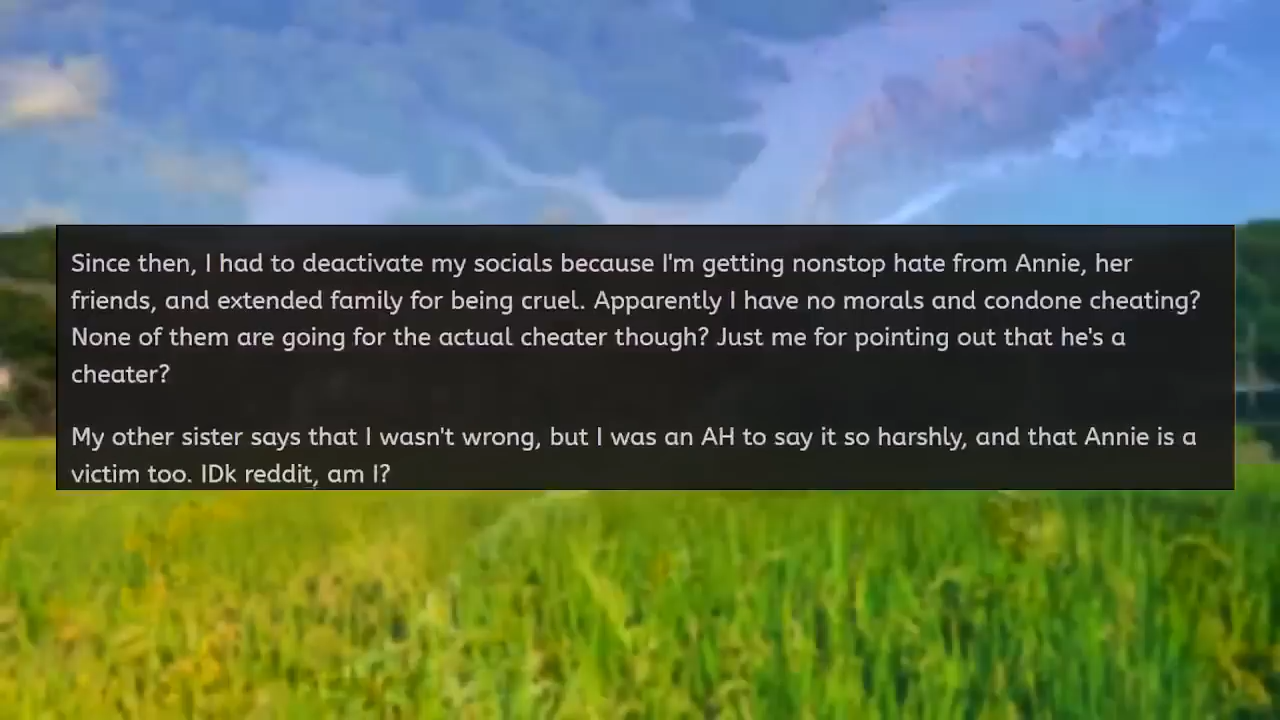 Since then, I had to deactivate my socials because I'm getting nonstop hate from Annie, her
friends, and extended family for being cruel. Apparently I have no morals and condone cheating?
None of them are going for the actual cheater though? Just me for pointing out that he's a
cheater?
My other sister says that I wasn't wrong, but I was an AH to say it so harshly, and that Annie is a
victim too. IDk reddit, am I?